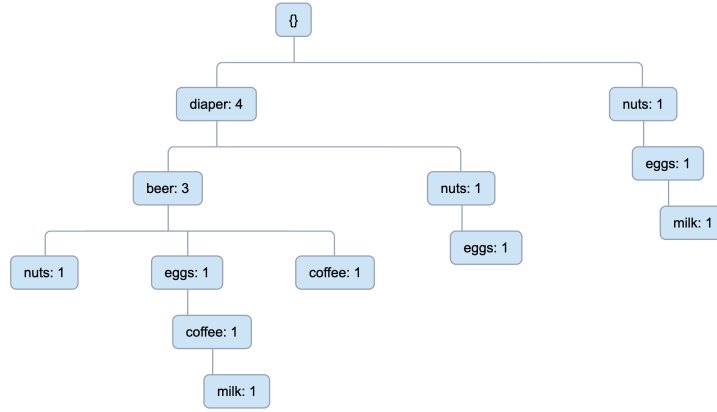 {}
diaper: 4
nuts: 1
eggs: 1
beer: 3
nuts: 1
milk: 1
eggs: 1
nuts: 1
eggs: 1
coffee: 1
coffee: 1
milk: 1